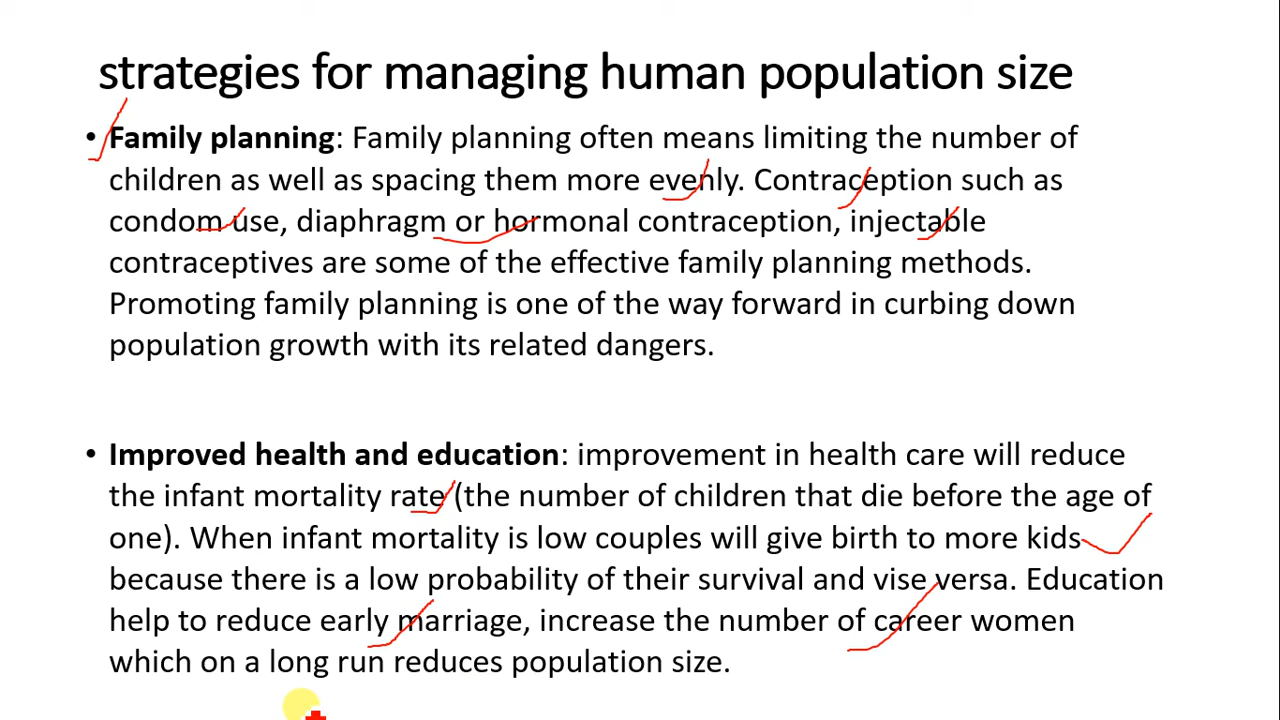 strategies for managing human population size
• Family planning: Family planning often means limiting the number of
children as well as spacing them more evenly. Contraception such as
condom use, diaphragm or hormonal contraception, injectable
contraceptives are some of the effective family planning methods.
Promoting family planning is one of the way forward in curbing down
population growth with its related dangers.
• Improved health and education: improvement in health care will reduce
the infant mortality rate (the number of children that die before the age of
one). When infant mortality is low couples will give birth to more kids
because there is a low probability of their survival and vise versa. Education
help to reduce early marriage, increase the number of career women
which on a long run reduces population size.